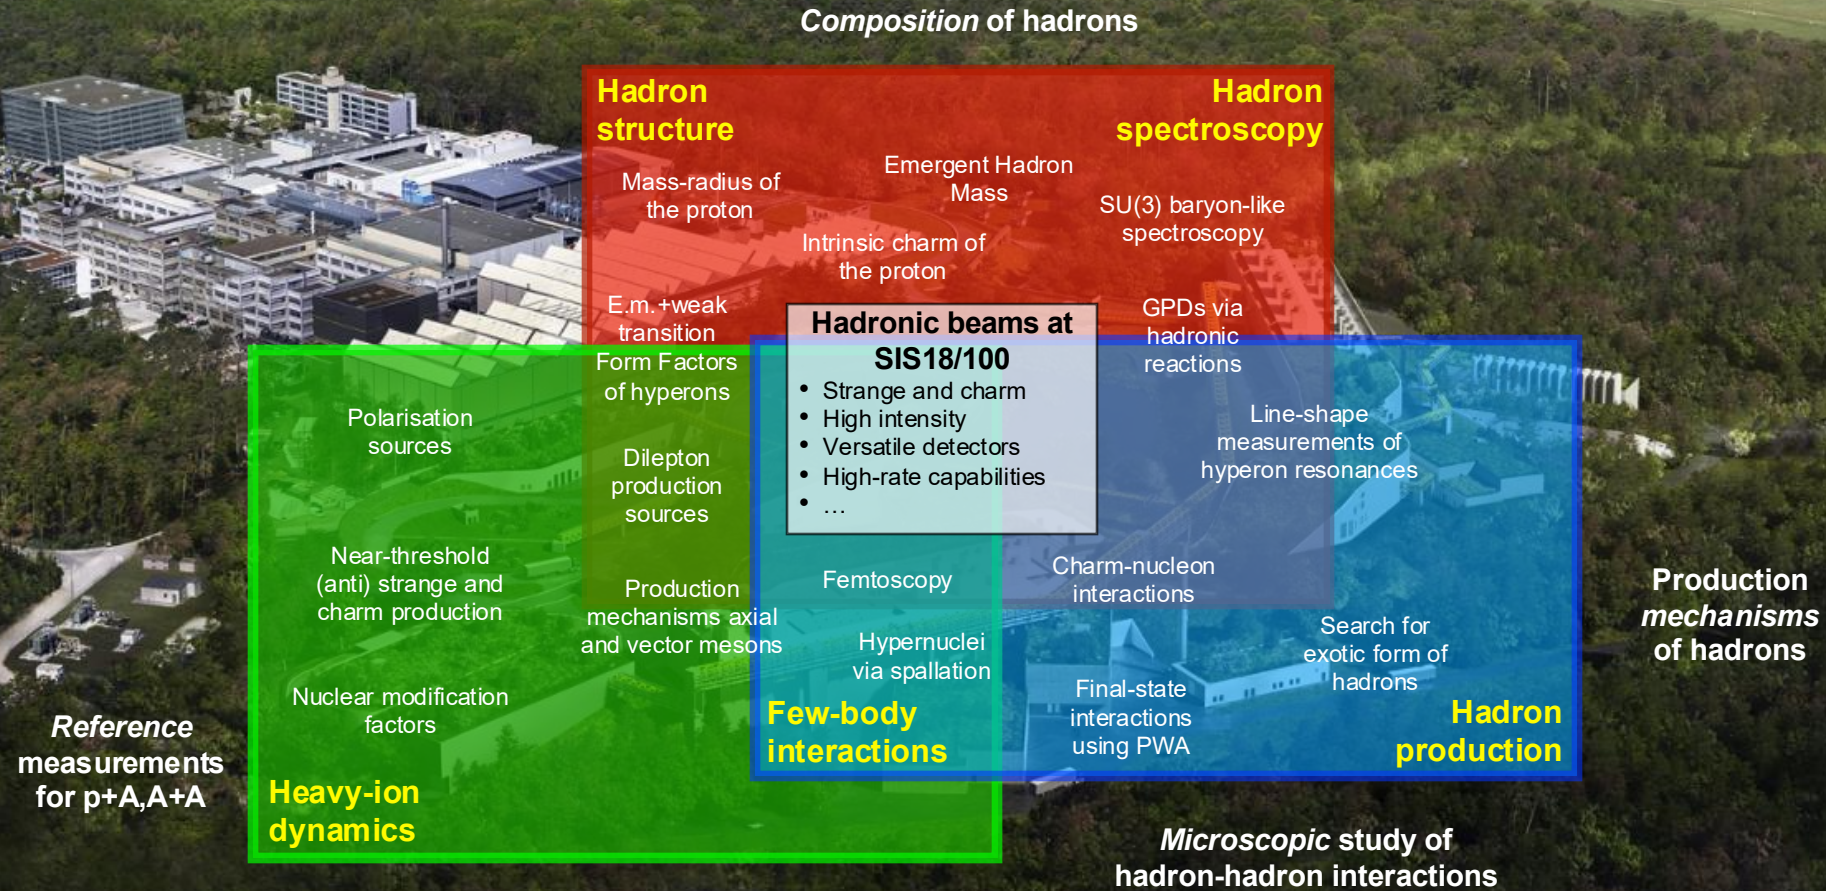 Composition of hadrons
Hadron
structure
Hadron
spectroscopy
Emergent Hadron
Mass
Mass-radius of
the proton
SU(3) baryon-like
spectroscopy
Intrinsic charm of
the proton
E.m.+weak
transition
Form Factors
of hyperons
Hadronic beams at
SIS18/100
• Strange and charm
• High intensity
• Versatile detectors
• High-rate capabilities
• …
GPDs via
hadronic
reactions
Polarisation
sources
Line-shape
measurements of
hyperon resonances
Dilepton
production
sources
Near-threshold
(anti) strange and
charm production
Production
mechanisms axial
and vector mesons
Femtoscopy
Charm-nucleon
interactions
Production
mechanisms
of hadrons
Hypernuclei
via spallation
Search for
exotic form of
hadrons
Nuclear modification
factors
Final-state
interactions
using PWA
Few-body
interactions
Hadron
production
Reference
measurements
for p+A,A+A
Heavy-ion
dynamics
Microscopic study of
hadron-hadron interactions